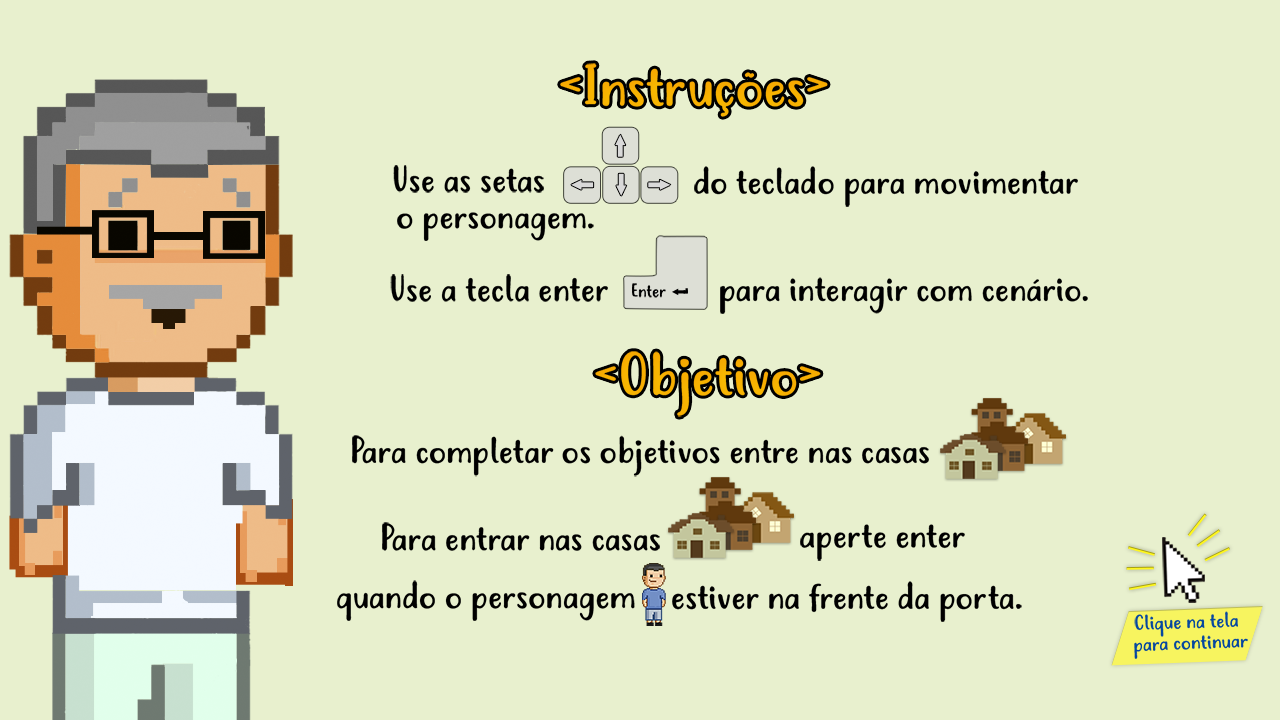 <Instruções>
Use as setas do teclado para movimentar
o personagem.
Use a tecla enter Enter para interagir com cenário.
<Objetivo>
Para completar os objetivos entre nas casas
Para entrar nas casas aperte enter
quando o personagem estiver na frente da porta.
Clique na tela
para continuar